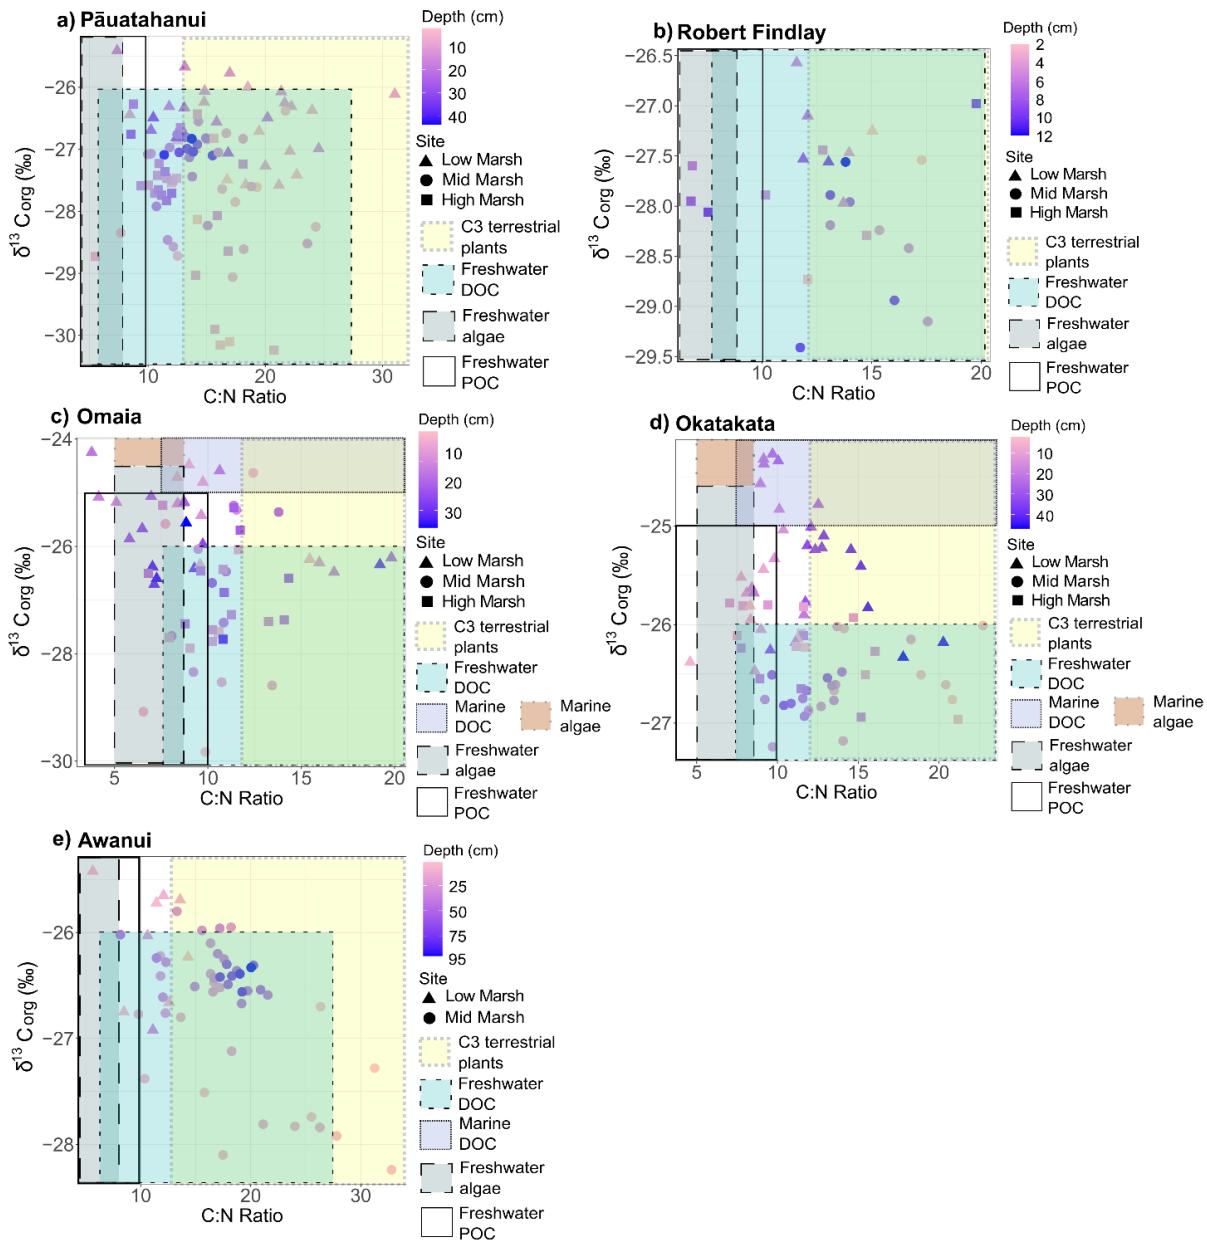 a) Pāuatahanui
δ13 Corg (‰)
−26
−27
−28
−29
−30
10
20
30
C:N Ratio
Depth (cm)
10
20
30
40
Site
Low Marsh
Mid Marsh
High Marsh
C3 terrestrial
plants
Freshwater
DOC
Freshwater
algae
Freshwater
POC
b) Robert Findlay
δ13 Corg (‰)
−26.5
−27.0
−27.5
−28.0
−28.5
−29.0
−29.5
10
15
20
C:N Ratio
Depth (cm)
2
4
6
8
10
12
Site
Low Marsh
Mid Marsh
High Marsh
C3 terrestrial
plants
Freshwater
DOC
Freshwater
algae
Freshwater
POC
c) Omaia
δ13 Corg (‰)
−24
−26
−28
−30
5
10
15
20
C:N Ratio
Depth (cm)
10
20
30
Site
Low Marsh
Mid Marsh
High Marsh
C3 terrestrial
plants
Freshwater
DOC
Marine
DOC
Marine
algae
Freshwater
algae
Freshwater
POC
d) Okatakata
δ13 Corg (‰)
−25
−26
−27
5
10
15
20
C:N Ratio
Depth (cm)
10
20
30
40
Site
Low Marsh
Mid Marsh
High Marsh
C3 terrestrial
plants
Freshwater
DOC
Marine
DOC
Marine
algae
Freshwater
algae
Freshwater
POC
e) Awanui
δ13 Corg (‰)
−26
−27
−28
10
20
30
C:N Ratio
Depth (cm)
25
50
75
95
Site
Low Marsh
Mid Marsh
C3 terrestrial
plants
Freshwater
DOC
Marine
DOC
Freshwater
algae
Freshwater
POC